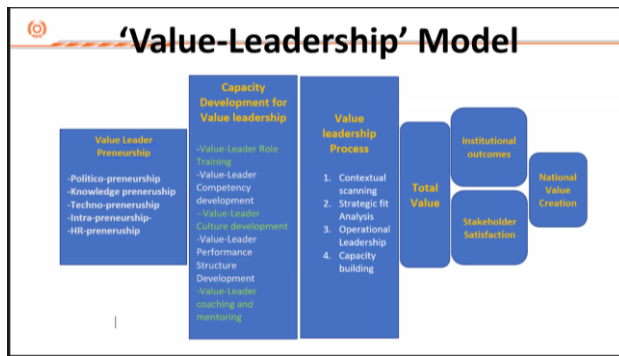 ‘Value-Leadership’ Model
Value Leader
Preneurship
-Politico-preneurship
-Knowledge preneruship
-Techno-preneruship
-Intra-preneurship-
-HR-preneruship
Capacity
Development for
Value leadership
-Value-Leader Role
Training
-Value-Leader
Competency
development
--Value-Leader
Culture development
-Value-Leader
Performance
Structure
Development
-Value-Leader
coaching and
mentoring
Value
leadership
Process
1. Contextual
scanning
2. Strategic fit
Analysis
3. Operational
Leadership
4. Capacity
building
Total
Value
Institutional
outcomes
Stakeholder
Satisfaction
National
Value
Creation